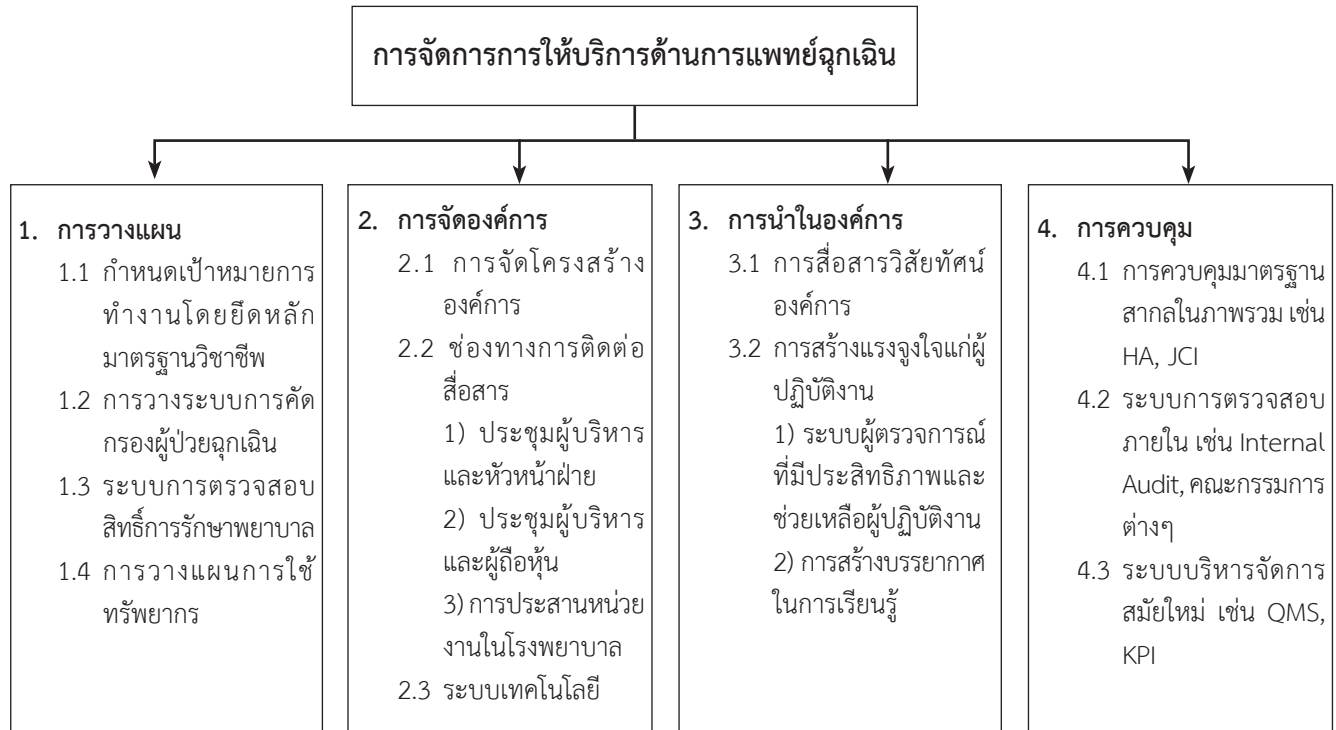 การจัดการการให้บริการด้านการแพทย์ฉุกเฉิน
1. การวางแผน
1.1 กำหนดเป้าหมายการ
ทำงานโดยยึดหลัก
มาตรฐานวิชาชีพ
1.2 การวางระบบการคัด
กรองผู้ป่วยฉุกเฉิน
1.3 ระบบการตรวจสอบ
สิทธิ์การรักษาพยาบาล
1.4 การวางแผนการใช้
ทรัพยากร
2. การจัดองค์การ
2.1 การจัดโครงสร้าง
องค์การ
2.2 ช่องทางการติดต่อ
สื่อสาร
1) ประชุมผู้บริหาร
และหัวหน้าฝ่าย
2) ประชุมผู้บริหาร
และผู้ถือหุ้น
3) การประสานหน่วย
งานในโรงพยาบาล
2.3 ระบบเทคโนโลยี
3. การนำในองค์การ
3.1 การสื่อสารวิสัยทัศน์
องค์การ
3.2 การสร้างแรงจูงใจแก่ผู้
ปฏิบัติงาน
1) ระบบผู้ตรวจการณ์
ที่มีประสิทธิภาพและ
ช่วยเหลือผู้ปฏิบัติงาน
2) การสร้างบรรยากาศ
ในการเรียนรู้
4. การควบคุม
4.1 การควบคุมมาตรฐาน
สากลในภาพรวม เช่น
HA, JCI
4.2 ระบบการตรวจสอบ
ภายใน เช่น Internal
Audit, คณะกรรมการ
ต่างๆ
4.3 ระบบบริหารจัดการ
สมัยใหม่ เช่น QMS,
KPI